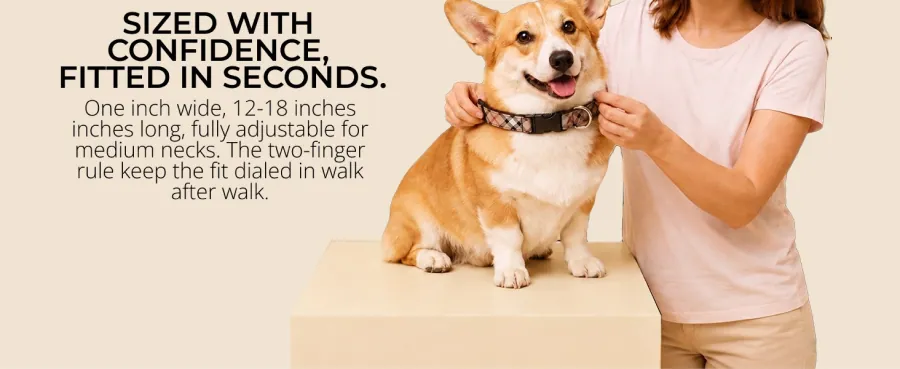 SIZED WITH
CONFIDENCE,
FITTED IN SECONDS.
One inch wide, 12-18 inches
inches long, fully adjustable for
medium necks. The two-finger
rule keep the fit dialed in walk
after walk.